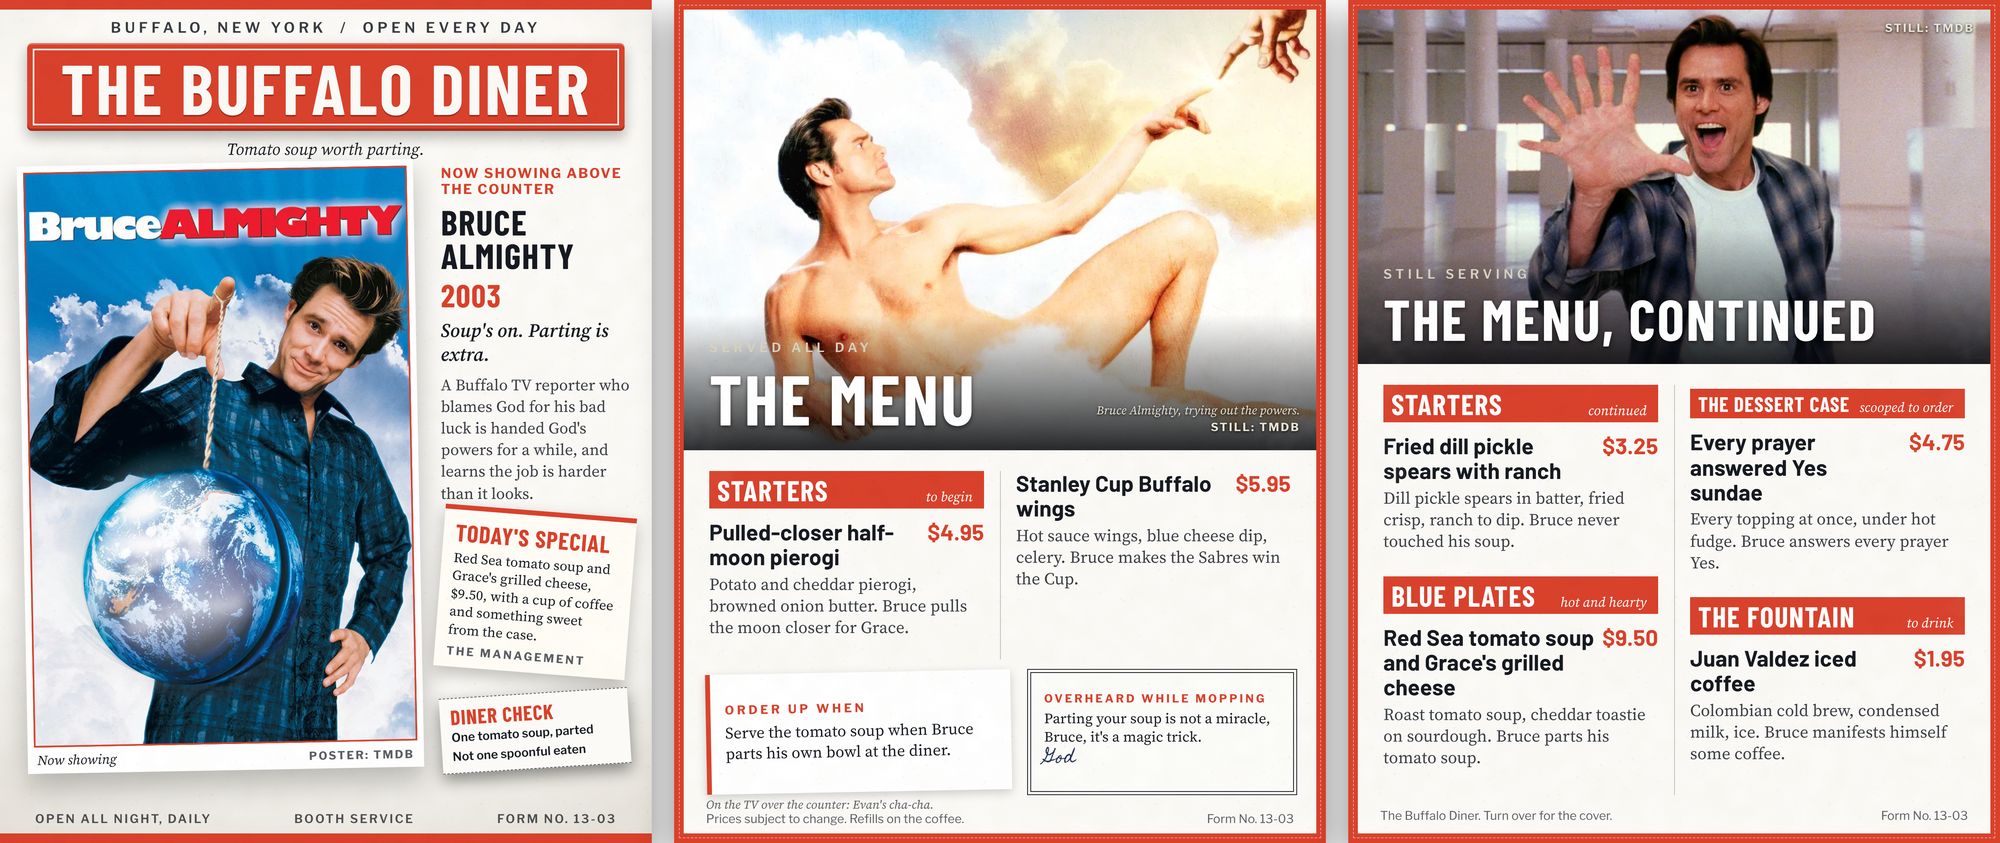 BUFFALO, NEW YORK / OPEN EVERY DAY
THE BUFFALO DINER
Tomato soup worth parting.
BruceALMIGHTY
Now showing
POSTER: TMDB
NOW SHOWING ABOVE
THE COUNTER
BRUCE
ALMIGHTY
2003
Soup's on. Parting is
extra.
A Buffalo TV reporter who
blames God for his bad
luck is handed God's
powers for a while, and
learns the job is harder
than it looks.
TODAY'S SPECIAL
Red Sea tomato soup and
Grace's grilled cheese,
$9.50, with a cup of coffee
and something sweet
from the case.
THE MANAGEMENT
DINER CHECK
One tomato soup, parted
Not one spoonful eaten
OPEN ALL NIGHT, DAILY
BOOTH SERVICE
FORM NO. 13-03
SERVED ALL DAY
THE MENU
Bruce Almighty, trying out the powers.
STILL: TMDB
STARTERS to begin
Pulled-closer half-
moon pierogi
$4.95
Potato and cheddar pierogi,
browned onion butter. Bruce pulls
the moon closer for Grace.
Stanley Cup Buffalo
wings
$5.95
Hot sauce wings, blue cheese dip,
celery. Bruce makes the Sabres win
the Cup.
ORDER UP WHEN
Serve the tomato soup when Bruce
parts his own bowl at the diner.
OVERHEARD WHILE MOPPING
Parting your soup is not a miracle,
Bruce, it's a magic trick.
God
On the TV over the counter: Evan's cha-cha.
Prices subject to change. Refills on the coffee.
Form No. 13-03
STILL: TMDB
STILL SERVING
THE MENU, CONTINUED
STARTERS continued
Fried dill pickle
spears with ranch
$3.25
Dill pickle spears in batter, fried
crisp, ranch to dip. Bruce never
touched his soup.
BLUE PLATES hot and hearty
Red Sea tomato soup
and Grace's grilled
cheese
$9.50
Roast tomato soup, cheddar toastie
on sourdough. Bruce parts his
tomato soup.
THE DESSERT CASE scooped to order
Every prayer
answered Yes
sundae
$4.75
Every topping at once, under hot
fudge. Bruce answers every prayer
Yes.
THE FOUNTAIN to drink
Juan Valdez iced
coffee
$1.95
Colombian cold brew, condensed
milk, ice. Bruce manifests himself
some coffee.
The Buffalo Diner. Turn over for the cover.
Form No. 13-03